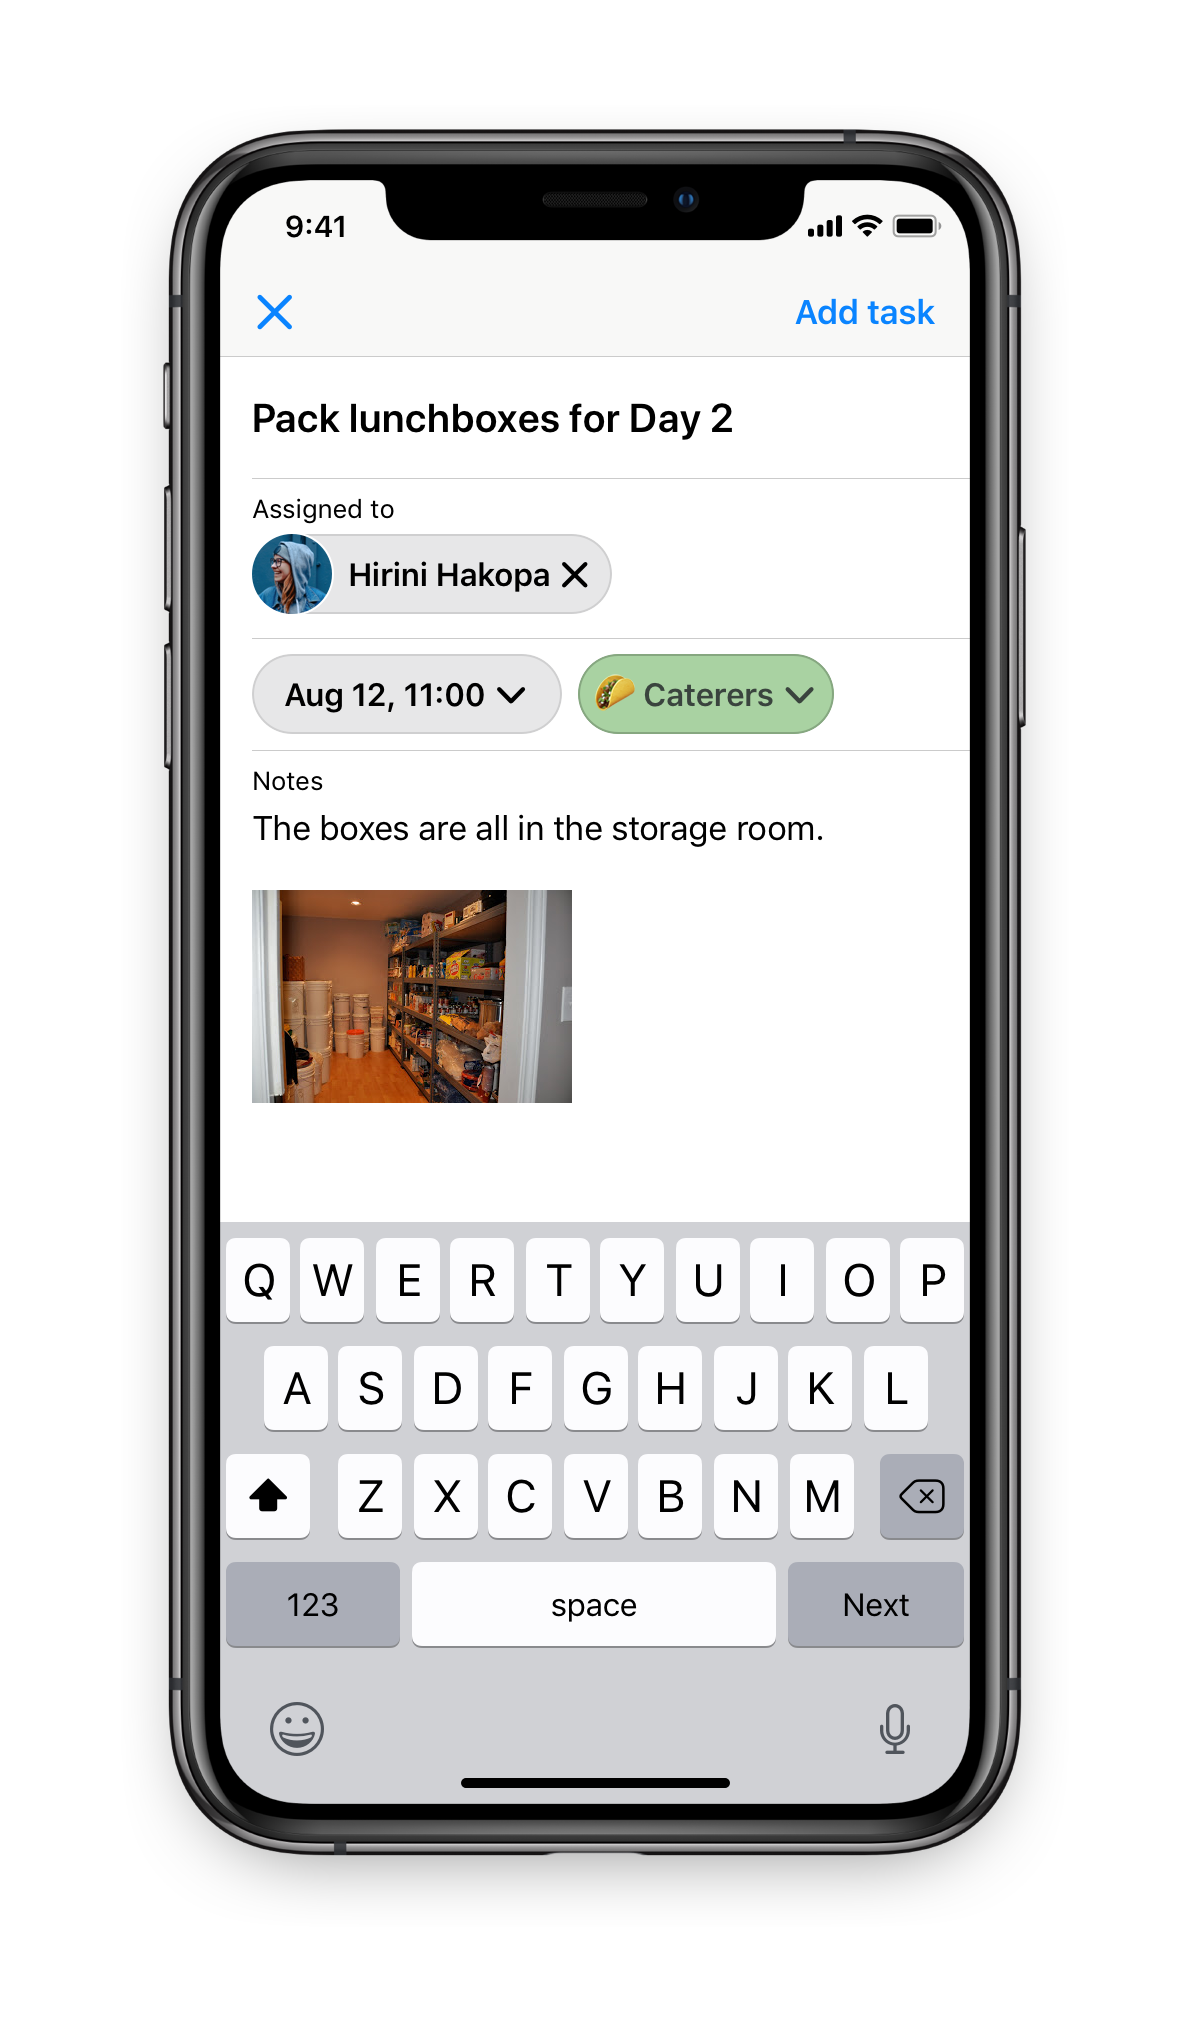 9:41
Add task
Pack lunchboxes for Day 2
Assigned to
Hirini Hakopa
Aug 12, 11:00
🌮 Caterers
Notes
The boxes are all in the storage room.
Q W E R T Y U I O P
A S D F G H J K L
Z X C V B N M
123 space Next